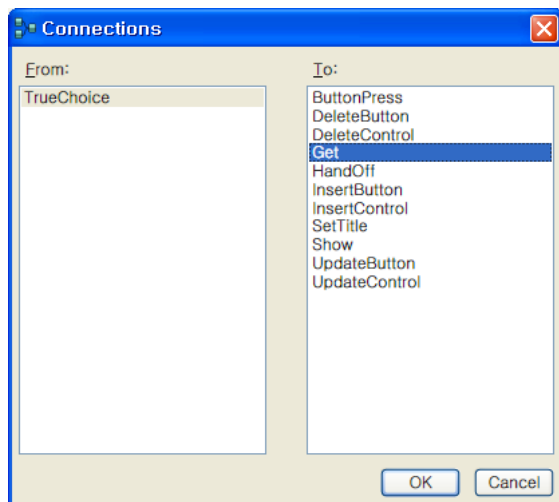 Connections
From:
TrueChoice
To:
ButtonPress
DeleteButton
DeleteControl
Get
HandOff
InsertButton
InsertControl
SetTitle
Show
UpdateButton
UpdateControl
OK
Cancel